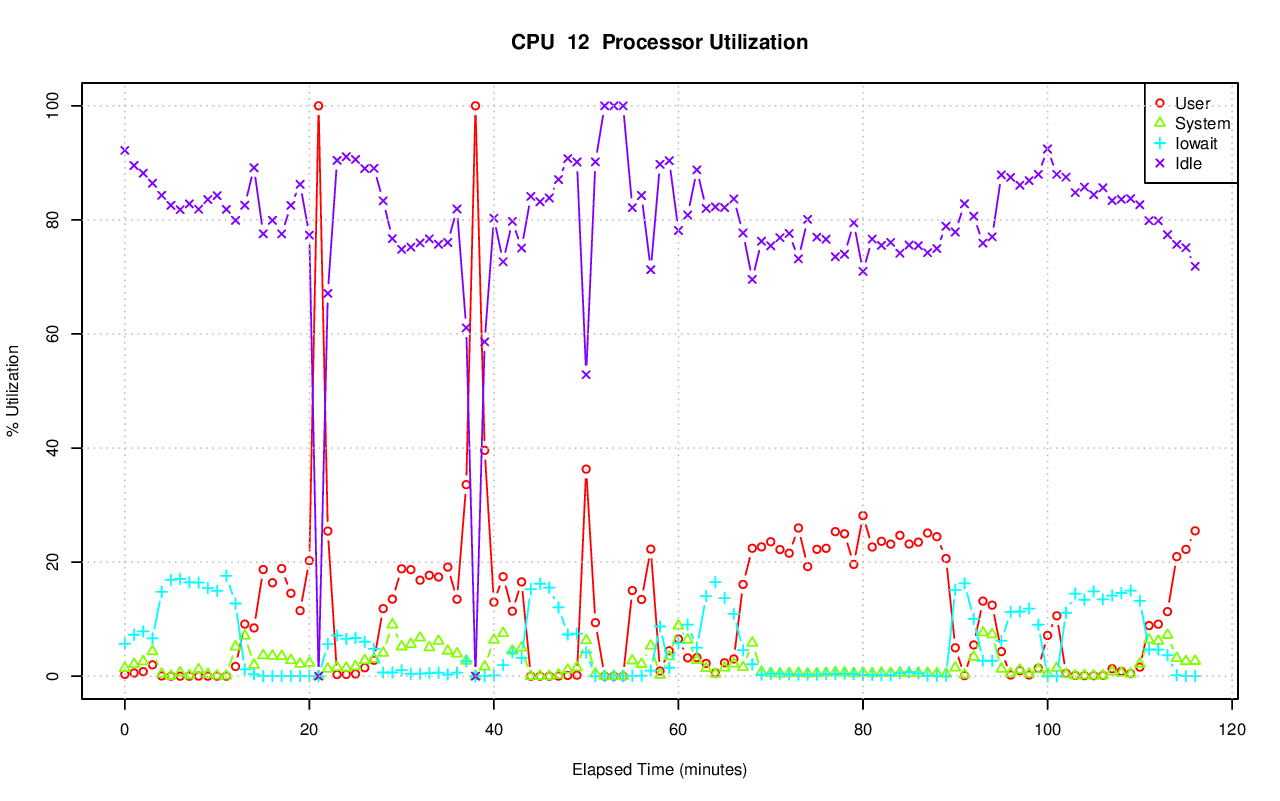 CPU  12  Processor Utilization
User
System
Iowait
Idle
% Utilization
100
80
60
40
20
0
0 20 40 60 80 100 120
Elapsed Time (minutes)